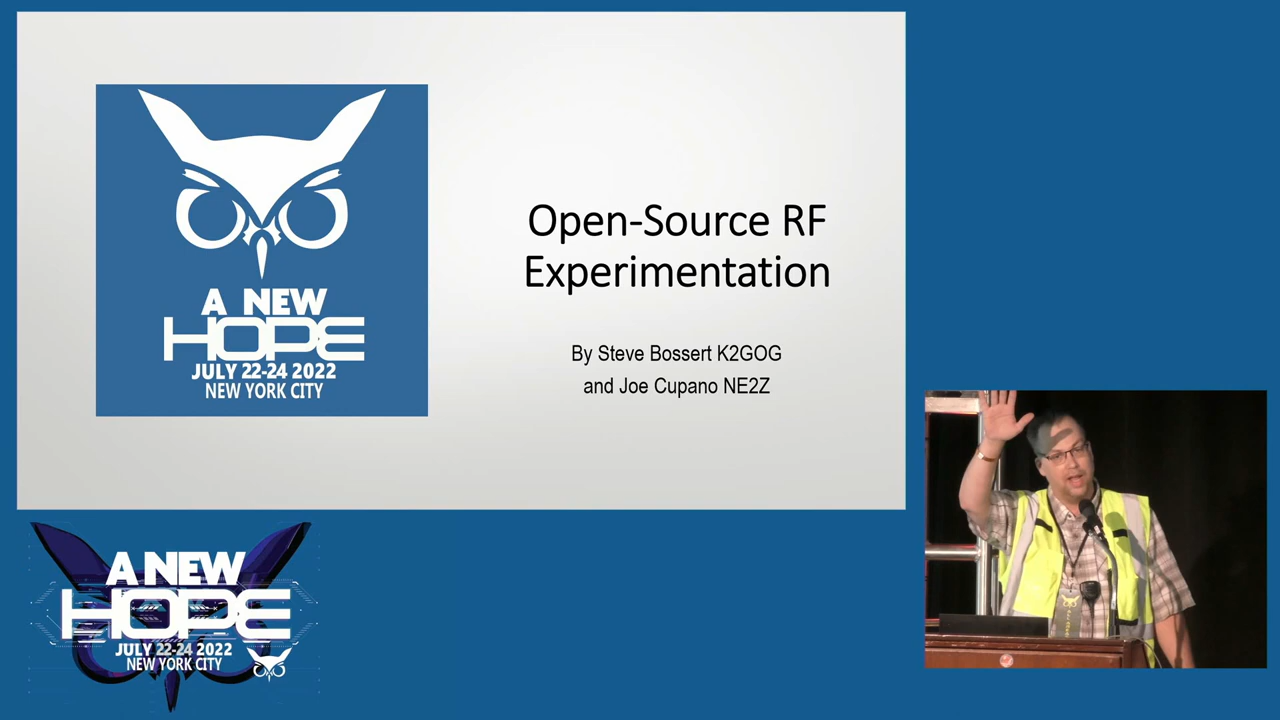 A NEW
HOPE
JULY 22-24 2022
NEW YORK CITY
Open-Source RF
Experimentation
By Steve Bossert K2GOG
and Joe Cupano NE2Z
A NEW
HOPE
JULY 22-24 2022
NEW YORK CITY